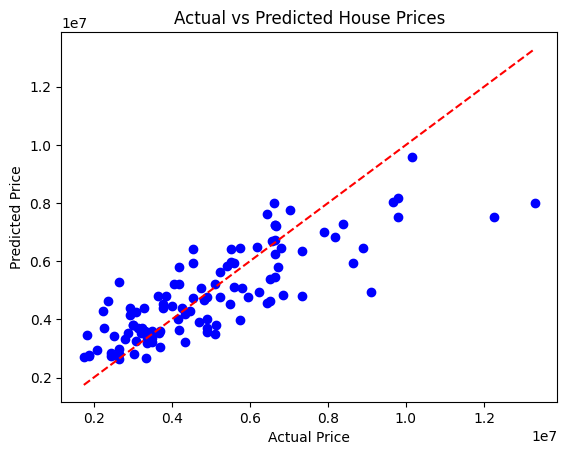 Actual vs Predicted House Prices
1e7
1.2
1.0
0.8
0.6
0.4
0.2
Predicted Price
0.2 0.4 0.6 0.8 1.0 1.2
1e7
Actual Price